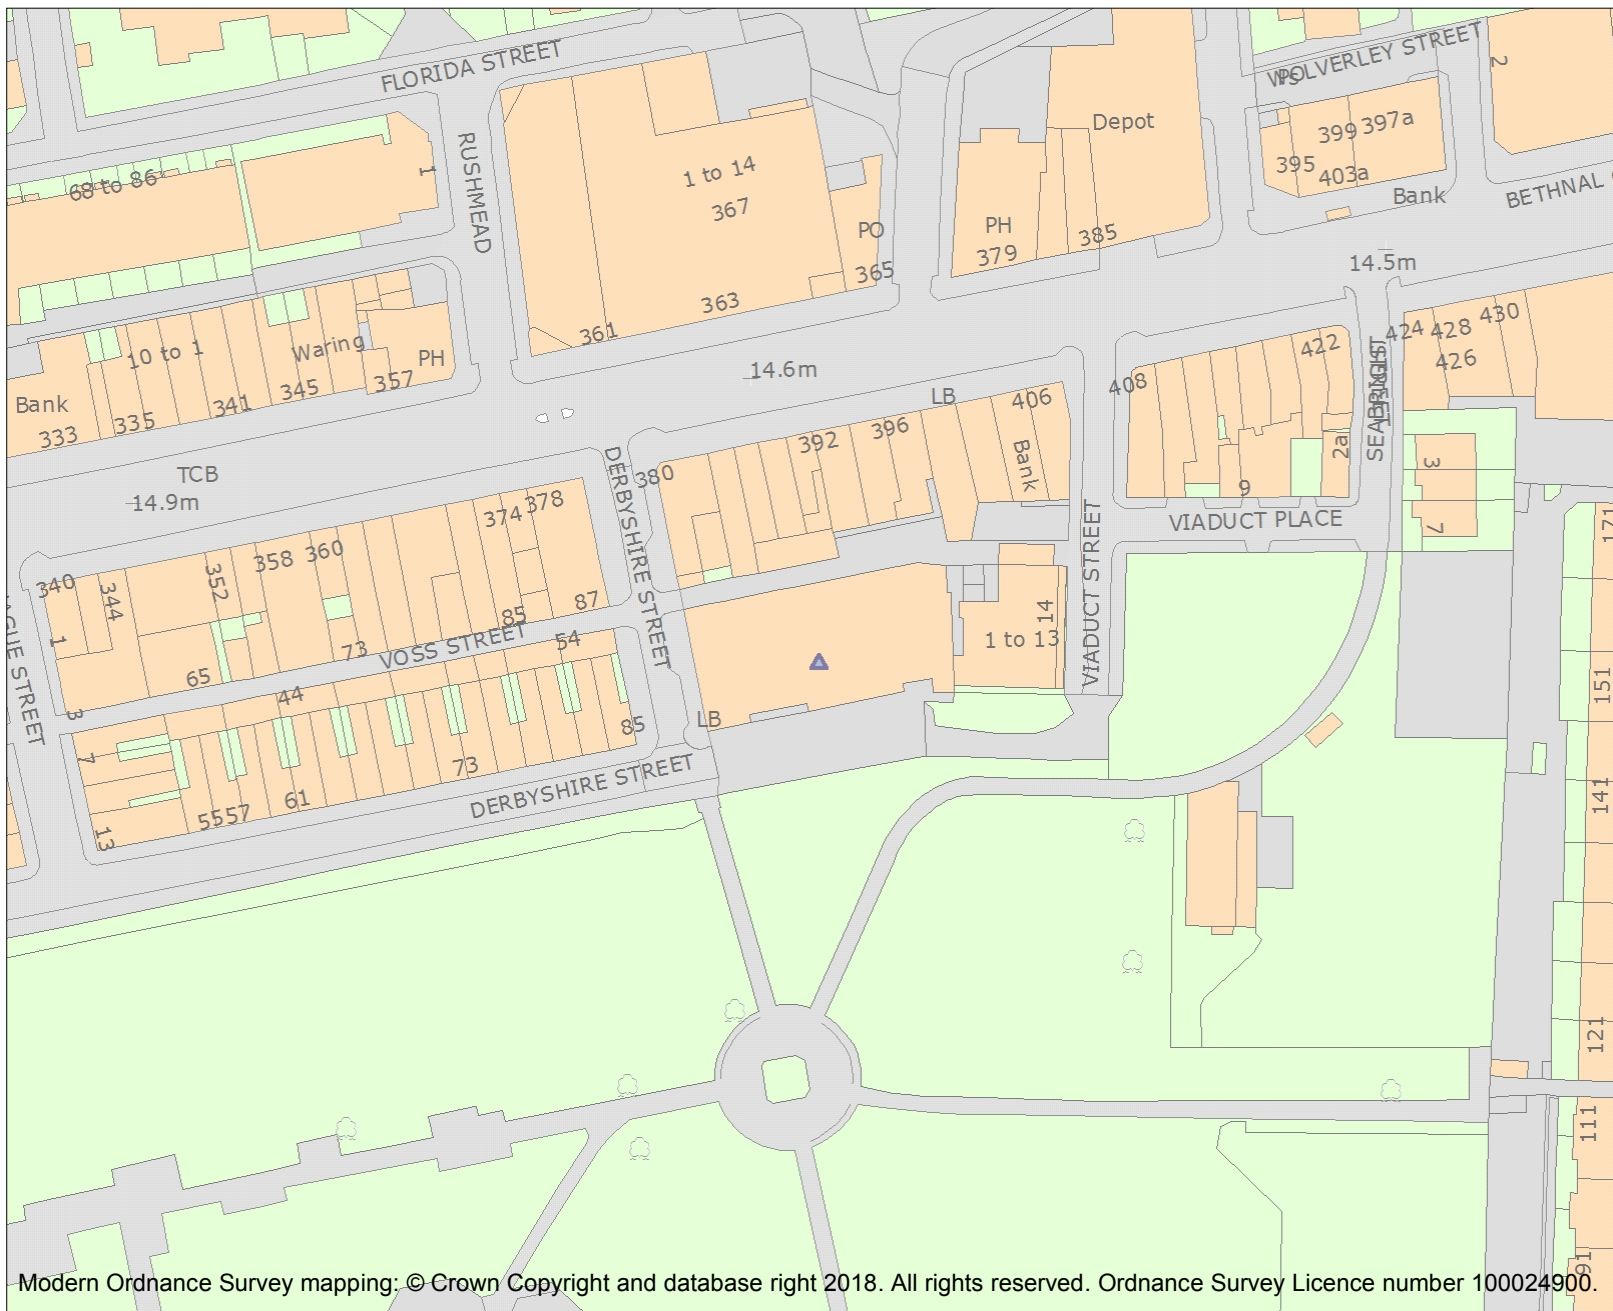 FLORIDA STREET
WS
POLVERLEY STREET
2
Depot
399
397a
395
403a
Bank
BETHNAL
68 to 86
1
RUSHMEAD
1 to 14
367
PO
365
PH
379
385
14.5m
363
361
10 to 1
Waring
PH
357
345
341
335
333
Bank
14.6m
LB
406
408
422
424
428
430
426
SEABRIGHT
STREET
TCB
14.9m
380
392
396
Bank
2a
9
3
7
VIADUCT PLACE
DERBYSHIRE STREET
374
378
358
360
352
344
340
1
65
73
85
87
VOSS STREET
54
44
3
7
13
5557
61
73
85
LB
DERBYSHIRE STREET
VIADUCT STREET
14
1 to 13
171
151
141
121
111
91
Modern Ordnance Survey mapping: © Crown Copyright and database right 2018. All rights reserved. Ordnance Survey Licence number 100024900.